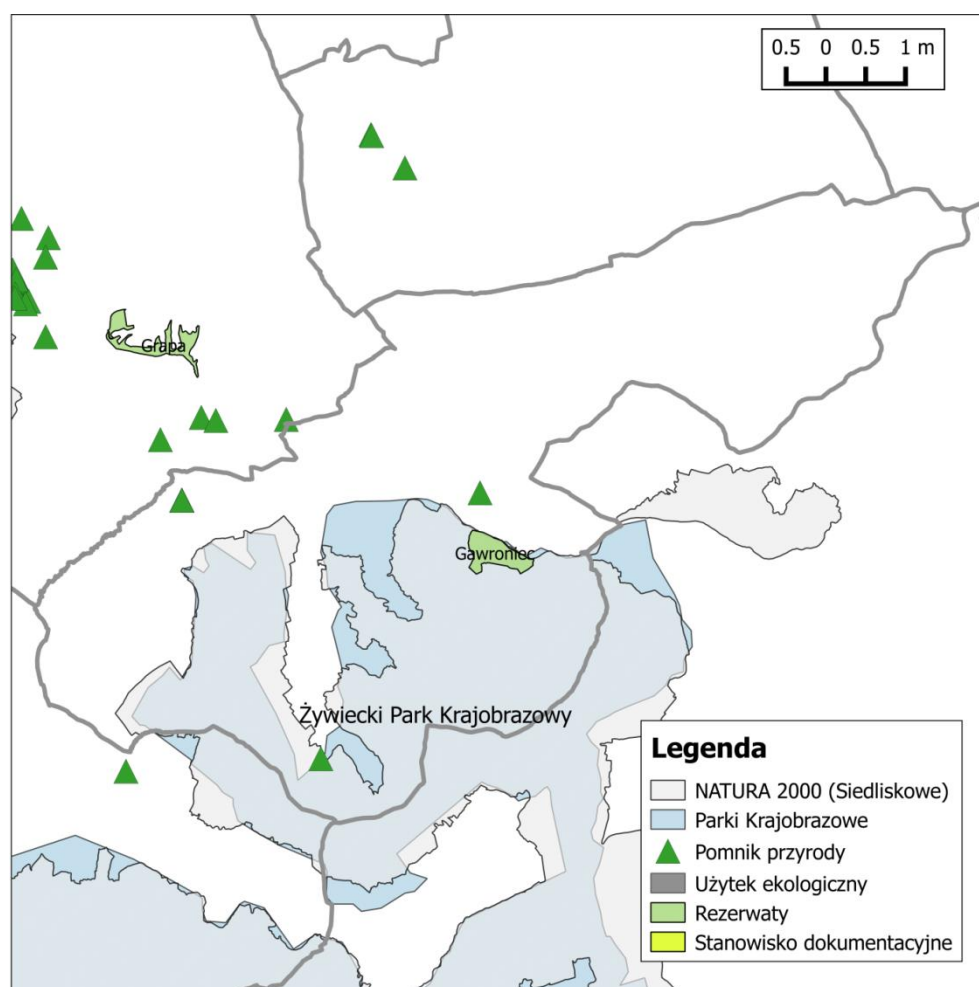 0.5 0 0.5 1 m
Grapa
Gawroniec
Żywiecki Park Krajobrazowy
Legenda
NATURA 2000 (Siedliskowe)
Parki Krajobrazowe
Pomnik przyrody
Użytek ekologiczny
Rezerwaty
Stanowisko dokumentacyjne